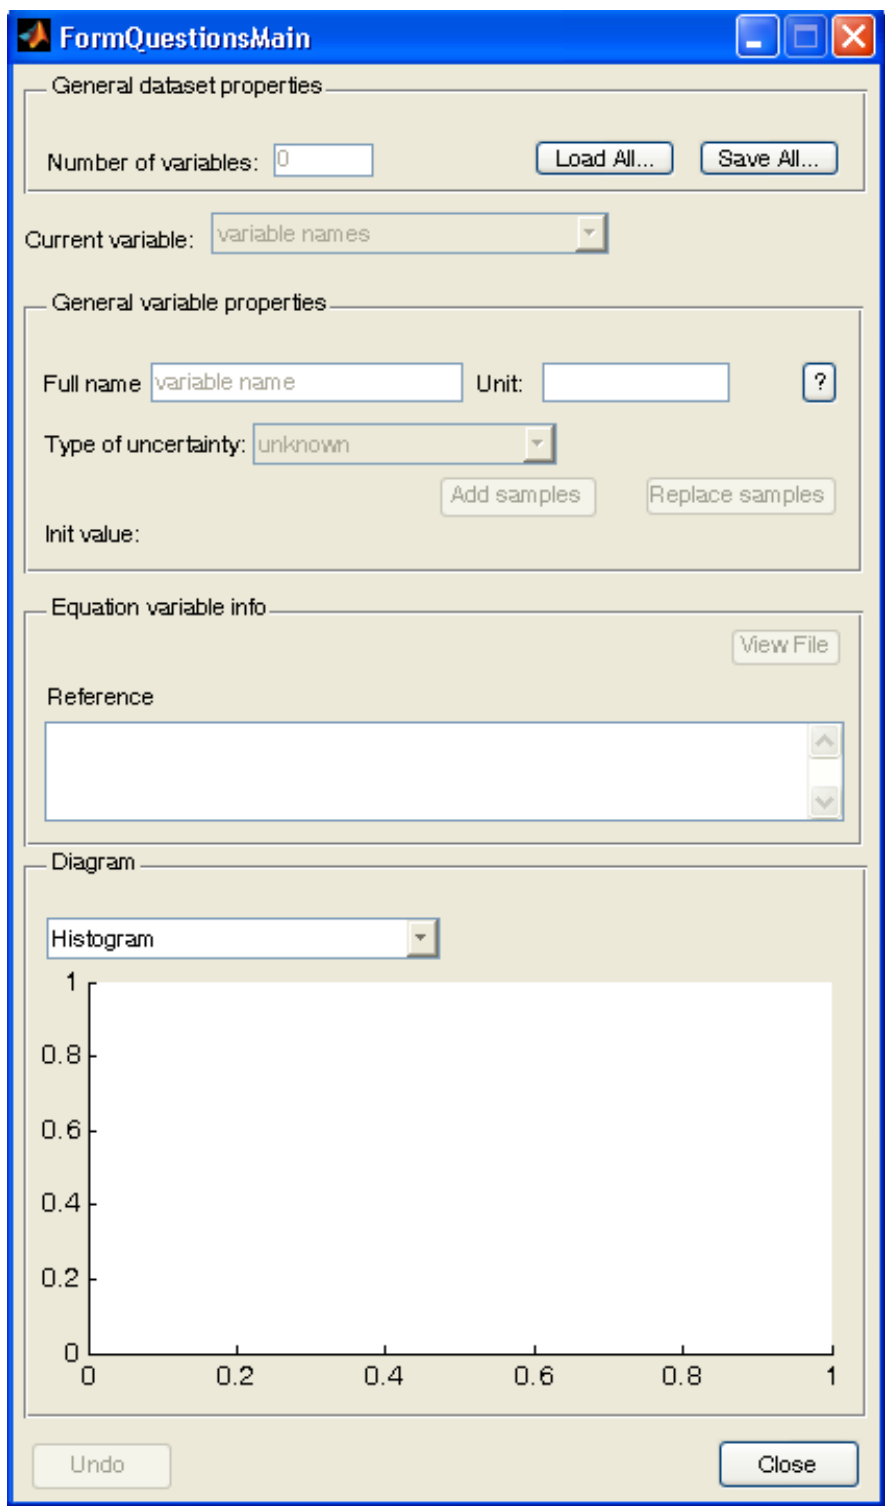 FormQuestionsMain
General dataset properties
Number of variables: 0 Load All... Save All...
Current variable: variable names
General variable properties
Full name variable name Unit: ?
Type of uncertainty: unknown
Add samples Replace samples
Init value:
Equation variable info
View File
Reference
Diagram
Histogram
1
0.8
0.6
0.4
0.2
0
0 0.2 0.4 0.6 0.8 1
Undo Close